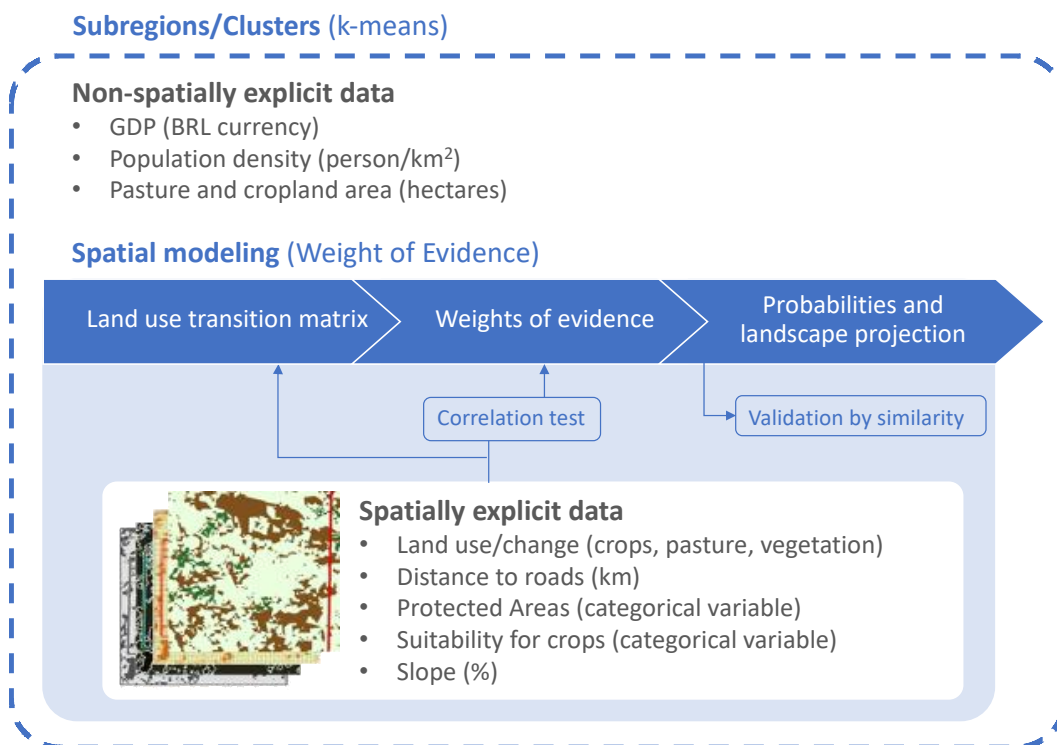 Subregions/Clusters (k-means)
Non-spatially explicit data
• GDP (BRL currency)
• Population density (person/km²)
• Pasture and cropland area (hectares)
Spatial modeling (Weight of Evidence)
Land use transition matrix
Weights of evidence
Probabilities and
landscape projection
Correlation test
Validation by similarity
Spatially explicit data
• Land use/change (crops, pasture, vegetation)
• Distance to roads (km)
• Protected Areas (categorical variable)
• Suitability for crops (categorical variable)
• Slope (%)